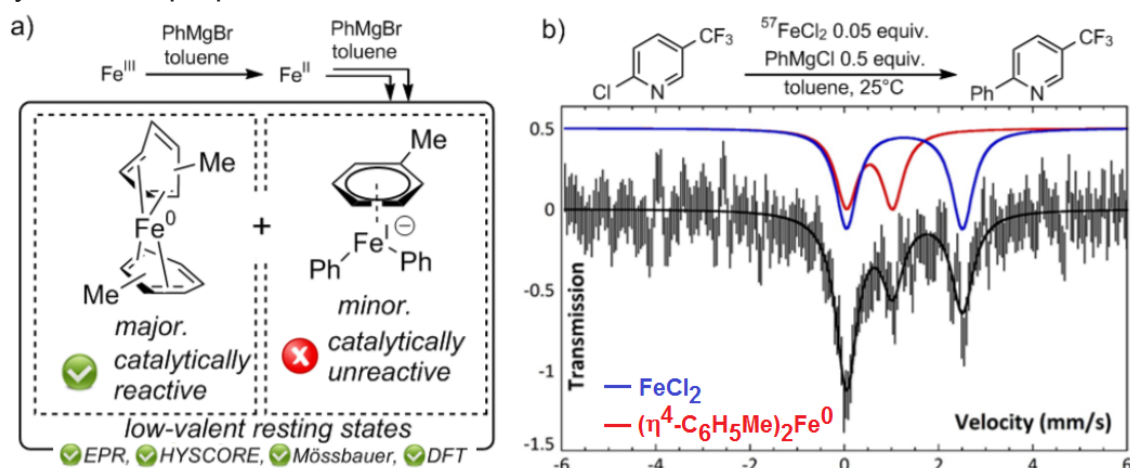 a)
PhMgBr
toluene
Fe^III
Fe^II
PhMgBr
toluene
Me
Fe^0
Me
major.
catalytically
reactive
+
Me
Fe^I
⊖
Ph
Ph
minor.
catalytically
unreactive
low-valent resting states
EPR, HYSCORE, Mössbauer, DFT
b)
CF3
Cl
N
^57FeCl2 0.05 equiv.
PhMgCl 0.5 equiv.
toluene, 25°C
CF3
Ph
N
0.5
0
-0.5
-1
-1.5
Transmission
FeCl2
(η^4-C6H5Me)2Fe^0
Velocity (mm/s)
-6 -4 -2 0 2 4 6